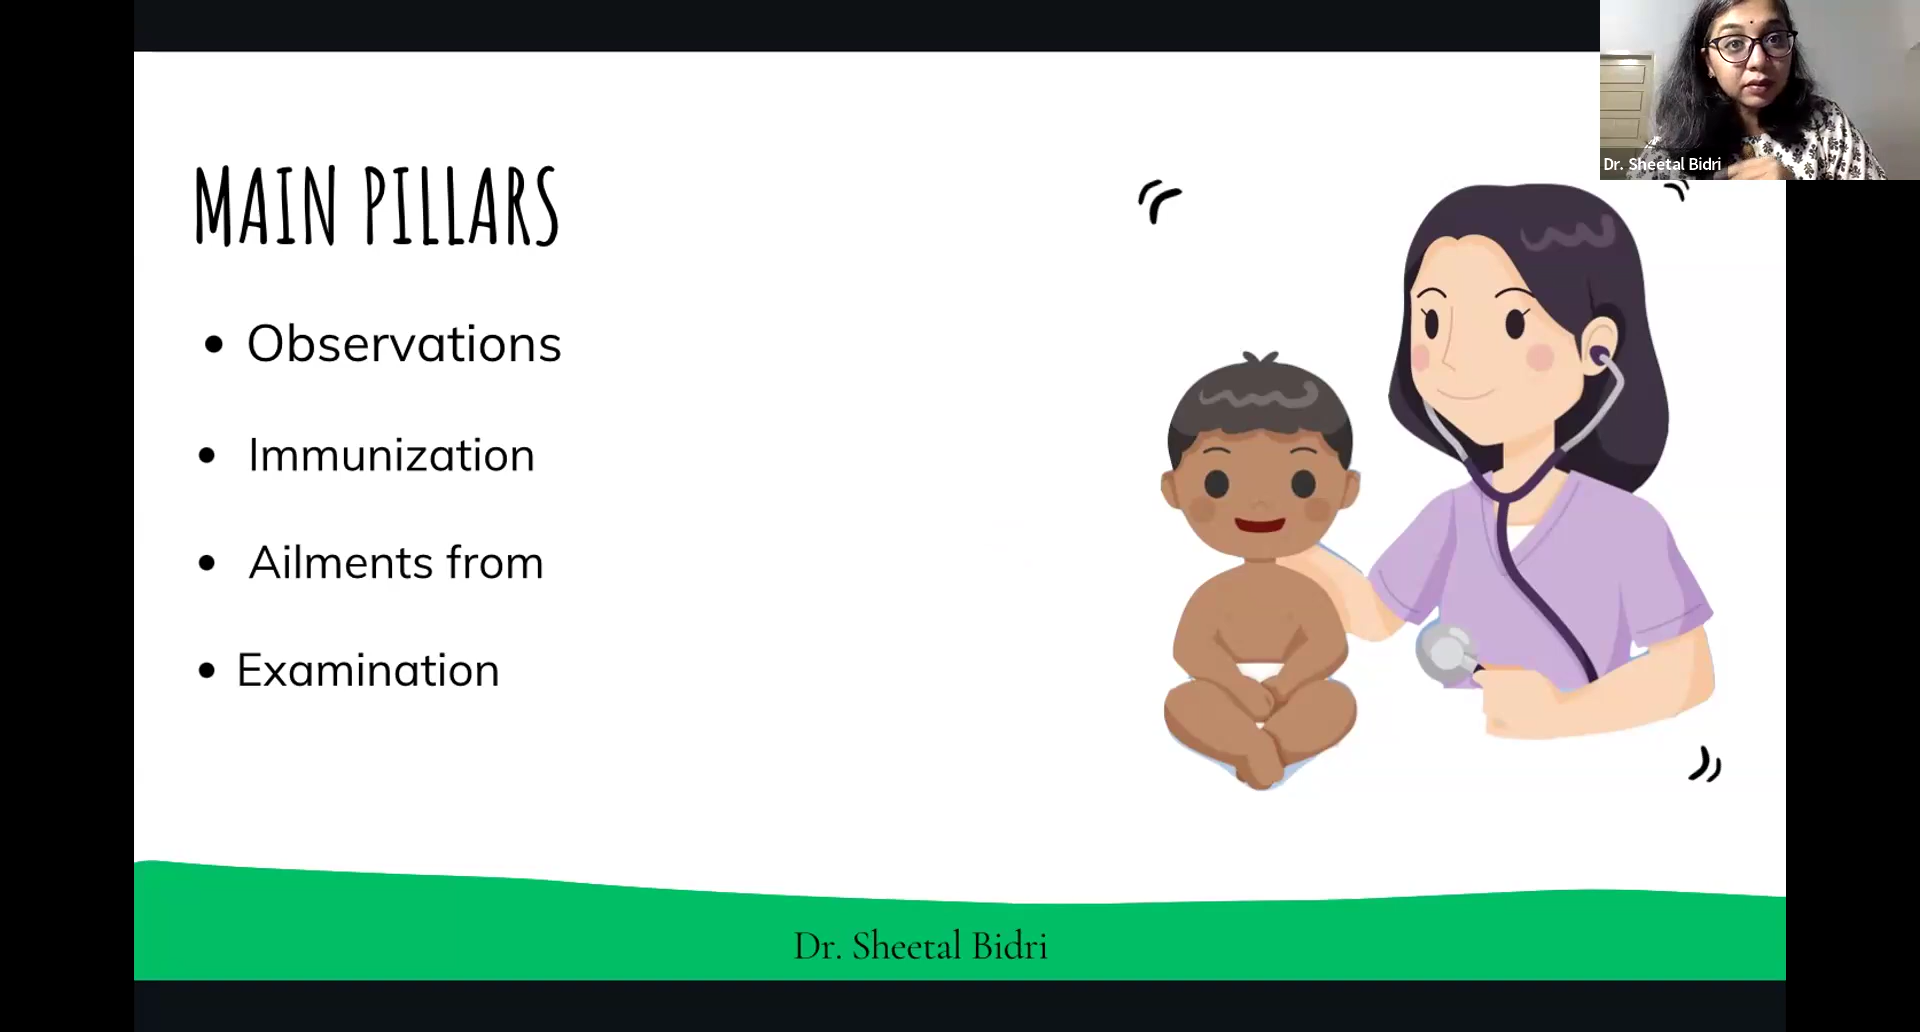 Dr. Sheetal Bidri
MAIN PILLARS
• Observations
• Immunization
• Ailments from
• Examination
Dr. Sheetal Bidri